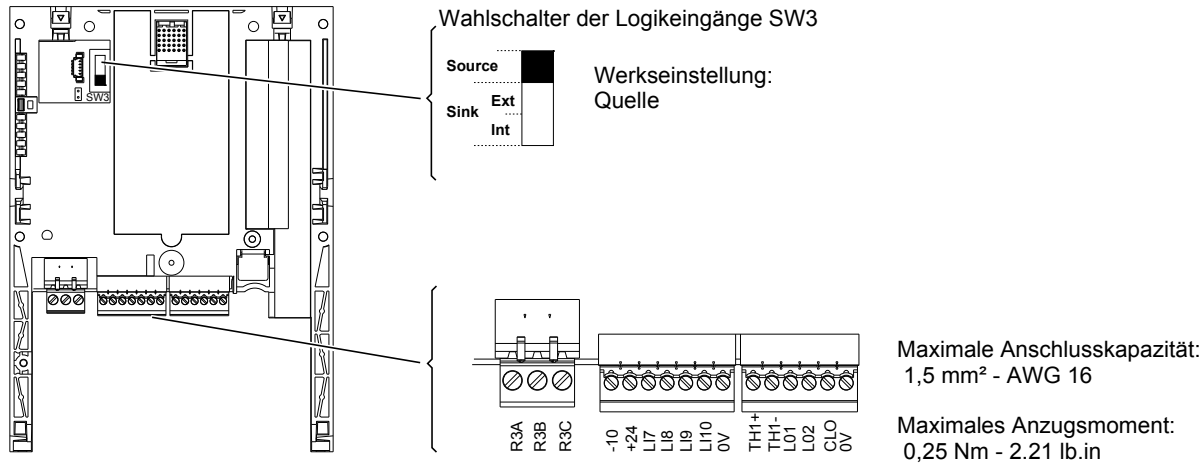 Wahlschalter der Logikeingänge SW3
Source
Sink
Ext
Int
Werkseinstellung:
Quelle
SW3
R3A
R3B
R3C
-10
+24
LI7
LI8
LI9
LI10
0V
TH1+
TH1-
L01
L02
CLO
0V
Maximale Anschlusskapazität:
1,5 mm² - AWG 16
Maximales Anzugsmoment:
0,25 Nm - 2.21 lb.in